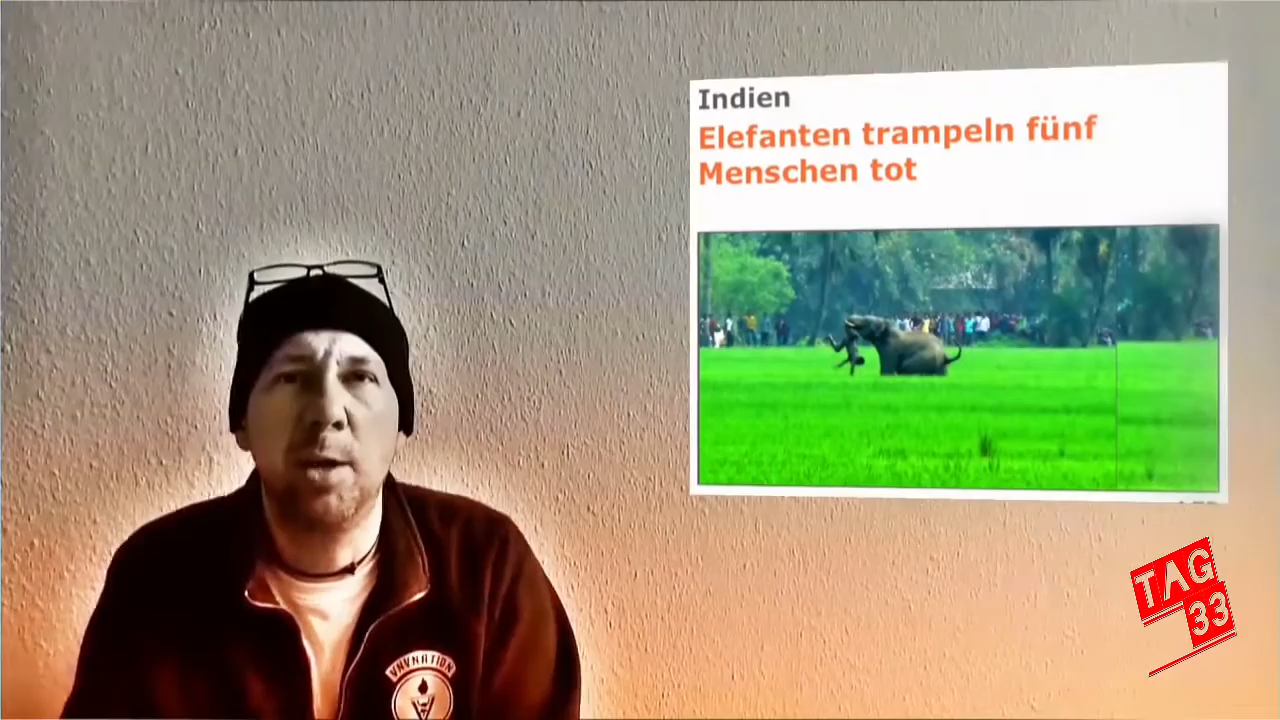 Indien
Elefanten trampeln fünf
Menschen tot
TAG
33
VNVNATION